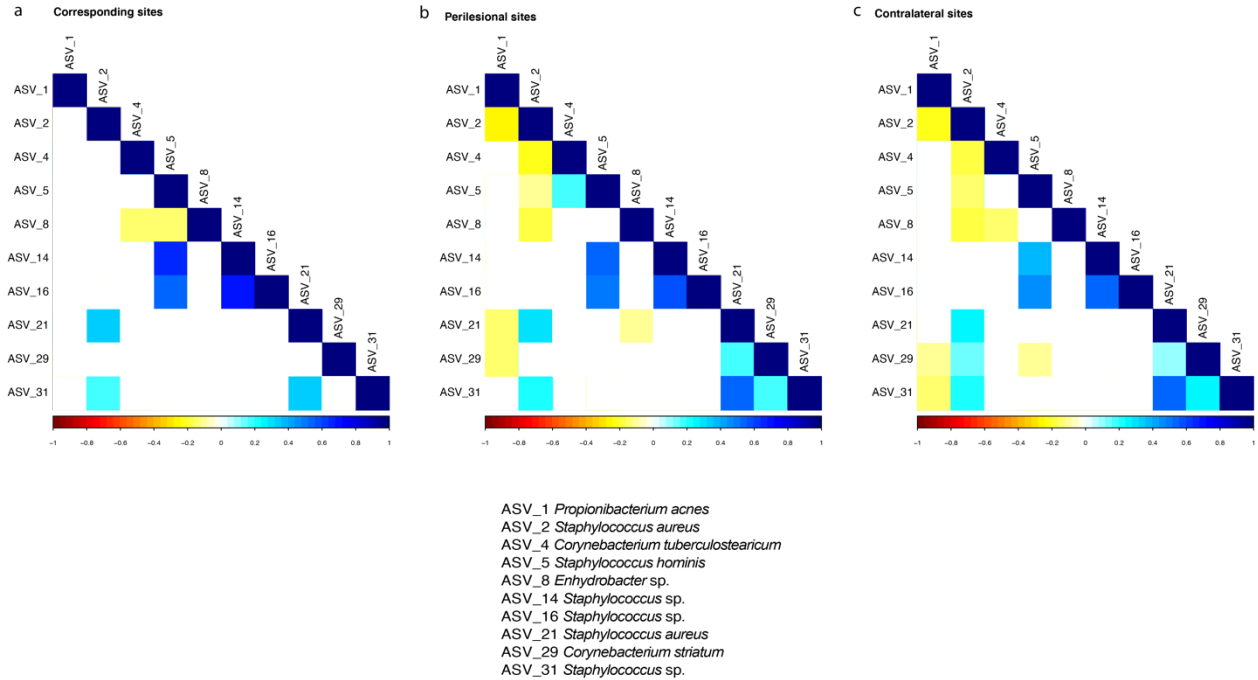 a Corresponding sites
ASV_1
ASV_2
ASV_4
ASV_5
ASV_8
ASV_14
ASV_16
ASV_21
ASV_29
ASV_31
ASV_1
ASV_2
ASV_4
ASV_5
ASV_8
ASV_14
ASV_16
ASV_21
ASV_29
ASV_31
-1 -0.8 -0.6 -0.4 -0.2 0 0.2 0.4 0.6 0.8 1
b Perilesional sites
ASV_1
ASV_2
ASV_4
ASV_5
ASV_8
ASV_14
ASV_16
ASV_21
ASV_29
ASV_31
ASV_1
ASV_2
ASV_4
ASV_5
ASV_8
ASV_14
ASV_16
ASV_21
ASV_29
ASV_31
-1 -0.8 -0.6 -0.4 -0.2 0 0.2 0.4 0.6 0.8 1
c Contralateral sites
ASV_1
ASV_2
ASV_4
ASV_5
ASV_8
ASV_14
ASV_16
ASV_21
ASV_29
ASV_31
ASV_1
ASV_2
ASV_4
ASV_5
ASV_8
ASV_14
ASV_16
ASV_21
ASV_29
ASV_31
-1 -0.8 -0.6 -0.4 -0.2 0 0.2 0.4 0.6 0.8 1
ASV_1 Propionibacterium acnes
ASV_2 Staphylococcus aureus
ASV_4 Corynebacterium tuberculostearicum
ASV_5 Staphylococcus hominis
ASV_8 Enhydrobacter sp.
ASV_14 Staphylococcus sp.
ASV_16 Staphylococcus sp.
ASV_21 Staphylococcus aureus
ASV_29 Corynebacterium striatum
ASV_31 Staphylococcus sp.